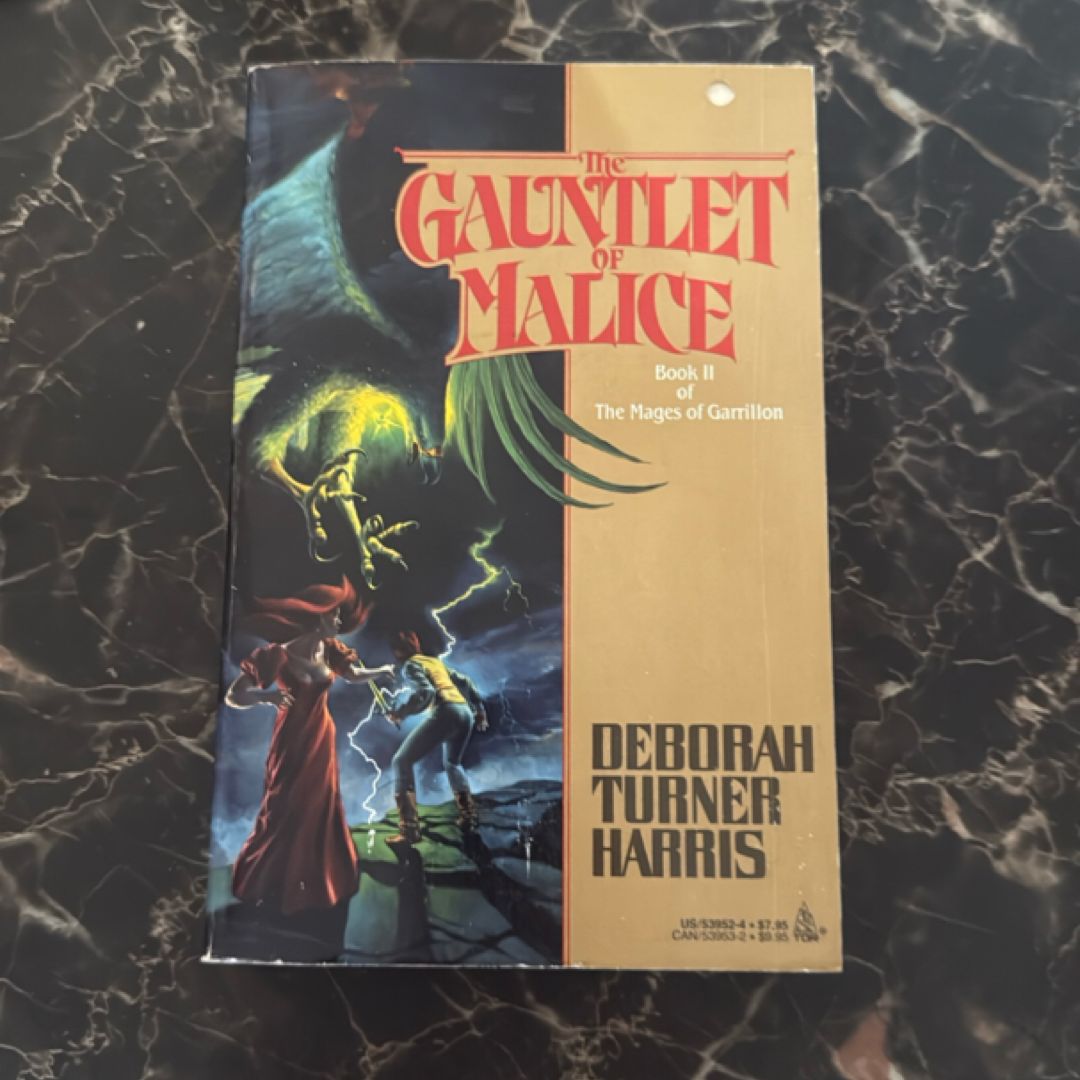 The
GAUNTLET
OF
MALICE
Book II
of
The Mages of Garrillon
DEBORAH
TURNER
HARRIS
US/53952-4 • $7.95
CAN/53953-2 • $9.95 TOR®